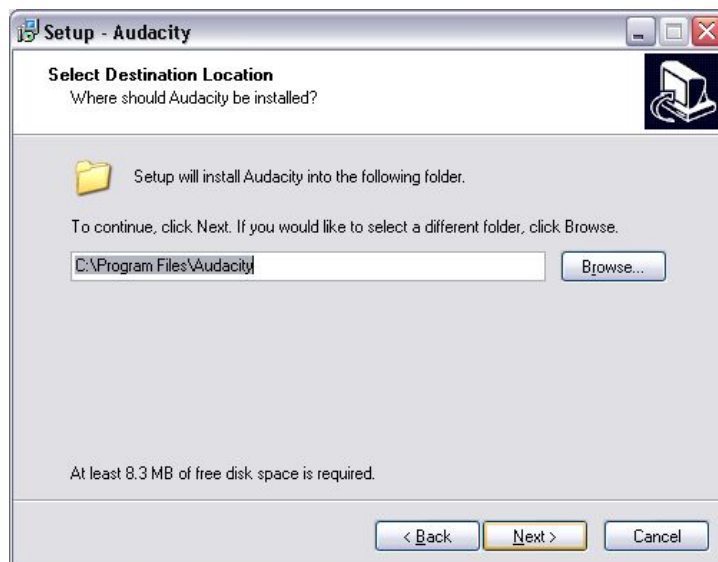 Setup - Audacity
Select Destination Location
Where should Audacity be installed?
Setup will install Audacity into the following folder.
To continue, click Next. If you would like to select a different folder, click Browse.
C:\Program Files\Audacity
Browse...
At least 8.3 MB of free disk space is required.
< Back
Next >
Cancel